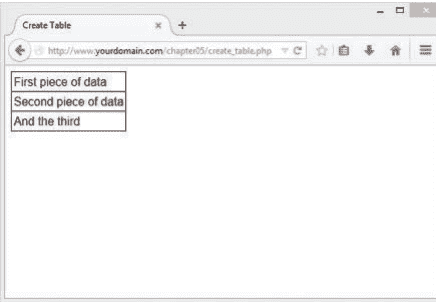 Create Table
http://www.yourdomain.com/chapter05/create_table.php
First piece of data
Second piece of data
And the third